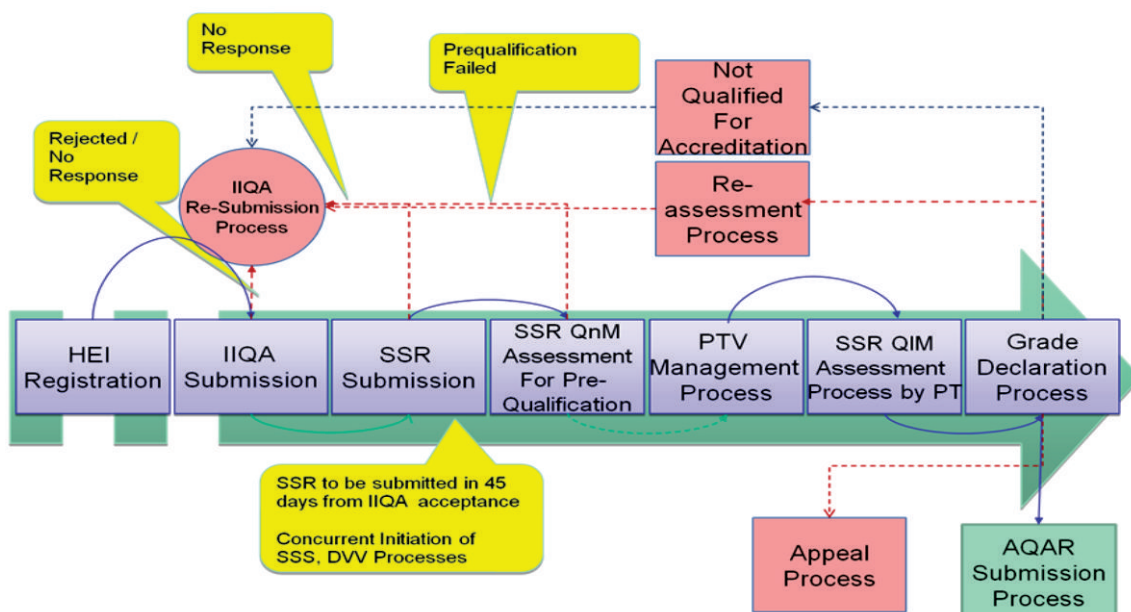 No
Response
Prequalification
Failed
Not
Qualified
For
Accreditation
Rejected /
No
Response
IIQA
Re-Submission
Process
Re-
assessment
Process
HEI
Registration
IIQA
Submission
SSR
Submission
SSR QnM
Assessment
For Pre-
Qualification
PTV
Management
Process
SSR QlM
Assessment
Process by PT
Grade
Declaration
Process
SSR to be submitted in 45
days from IIQA acceptance
Concurrent Initiation of
SSS, DVV Processes
Appeal
Process
AQAR
Submission
Process